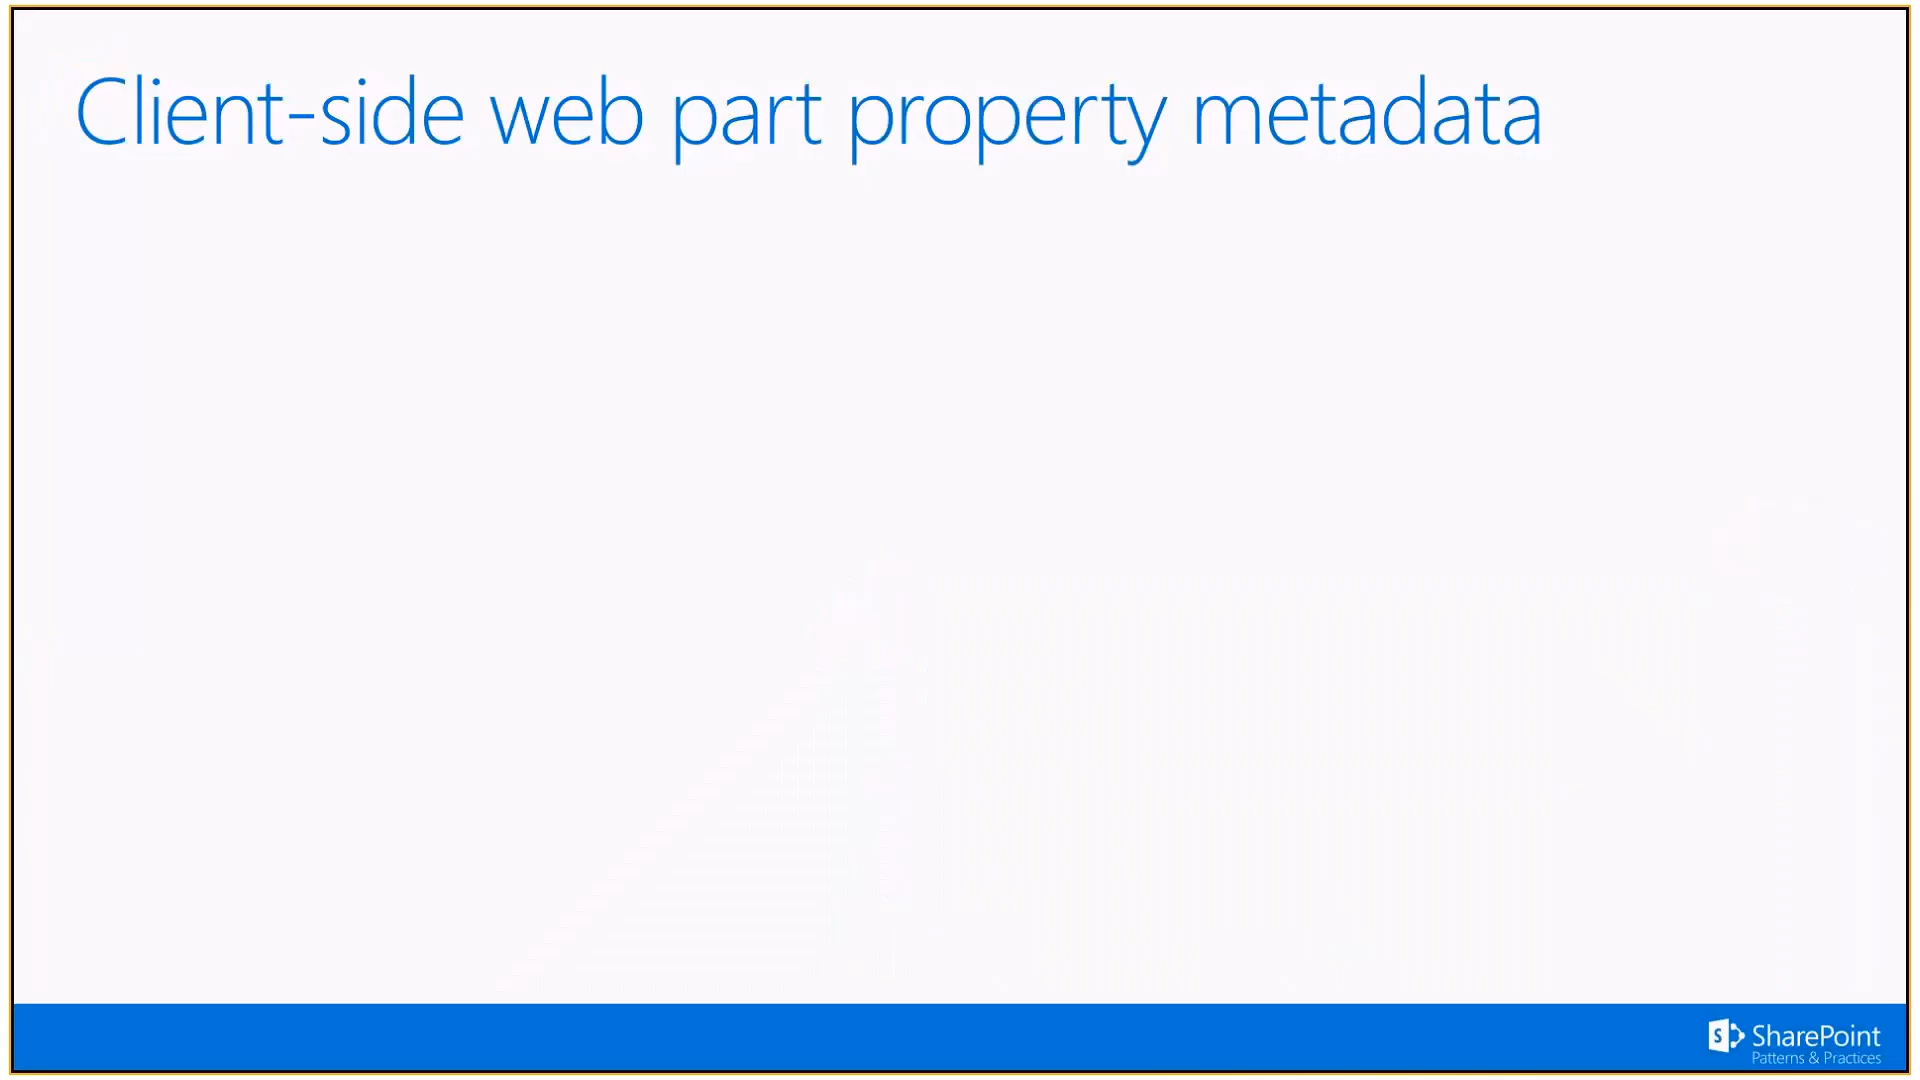 Client-side web part property metadata
S
SharePoint
Patterns & Practices